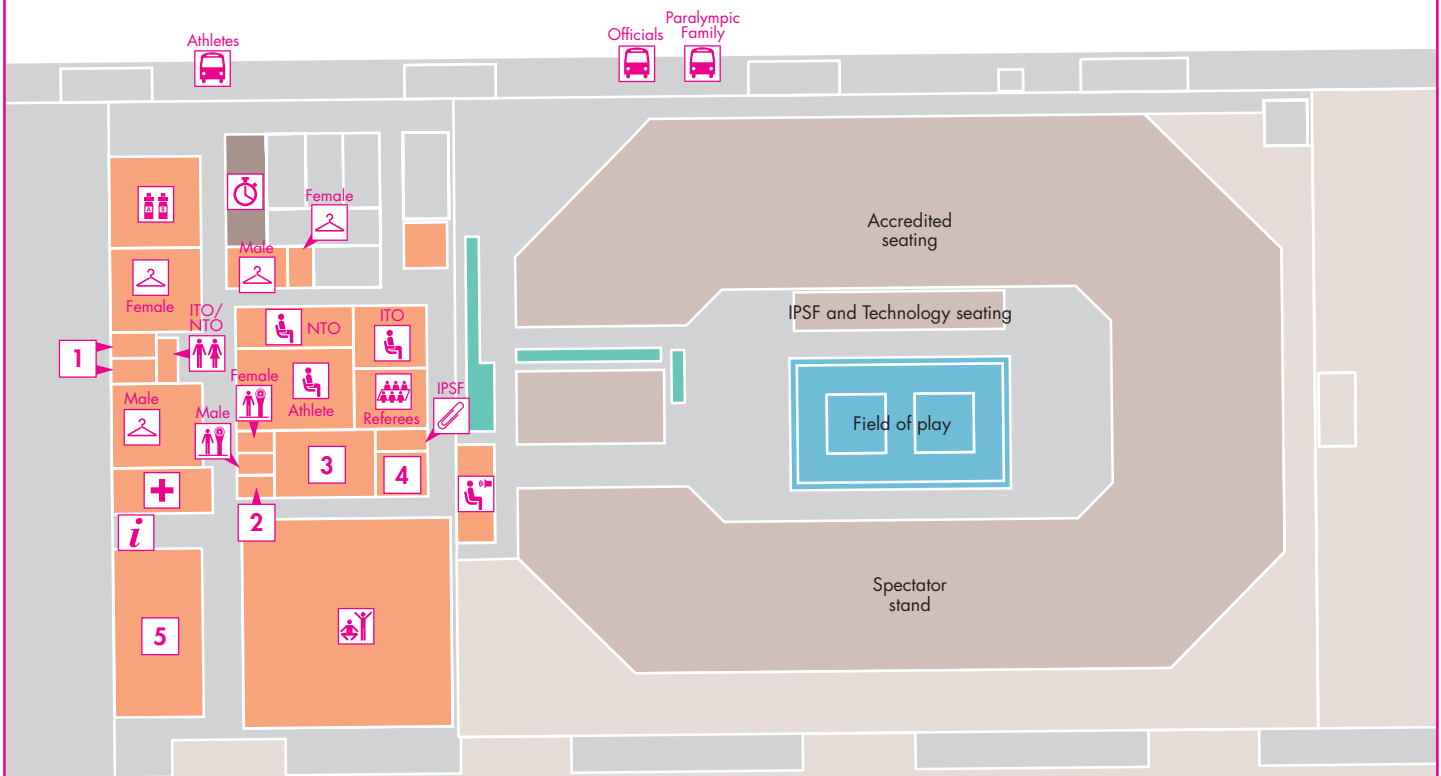 Paralympic
Family
Officials
Athletes
Female
Accredited
seating
Male
Female
ITO/
NTO
NTO
ITO
IPSF and Technology seating
1
Female
Athlete
IPSF
Male
Male
Referees
Field of play
3
4
2
i
Spectator
stand
5
A
B